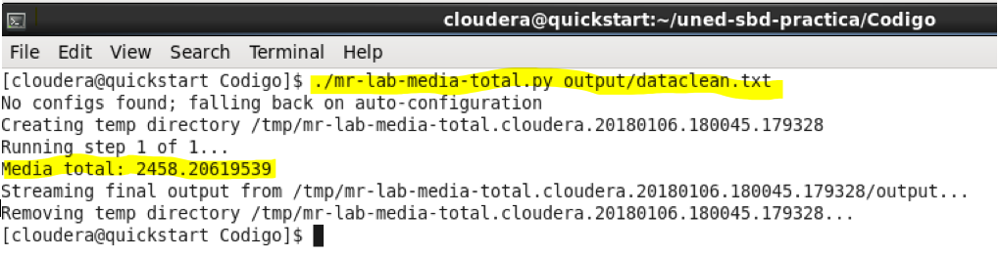 cloudera@quickstart:~/uned-sbd-practica/Codigo
File Edit View Search Terminal Help
[cloudera@quickstart Codigo]$ ./mr-lab-media-total.py output/dataclean.txt
No configs found; falling back on auto-configuration
Creating temp directory /tmp/mr-lab-media-total.cloudera.20180106.180045.179328
Running step 1 of 1...
Media total: 2458.20619539
Streaming final output from /tmp/mr-lab-media-total.cloudera.20180106.180045.179328/output...
Removing temp directory /tmp/mr-lab-media-total.cloudera.20180106.180045.179328...
[cloudera@quickstart Codigo]$